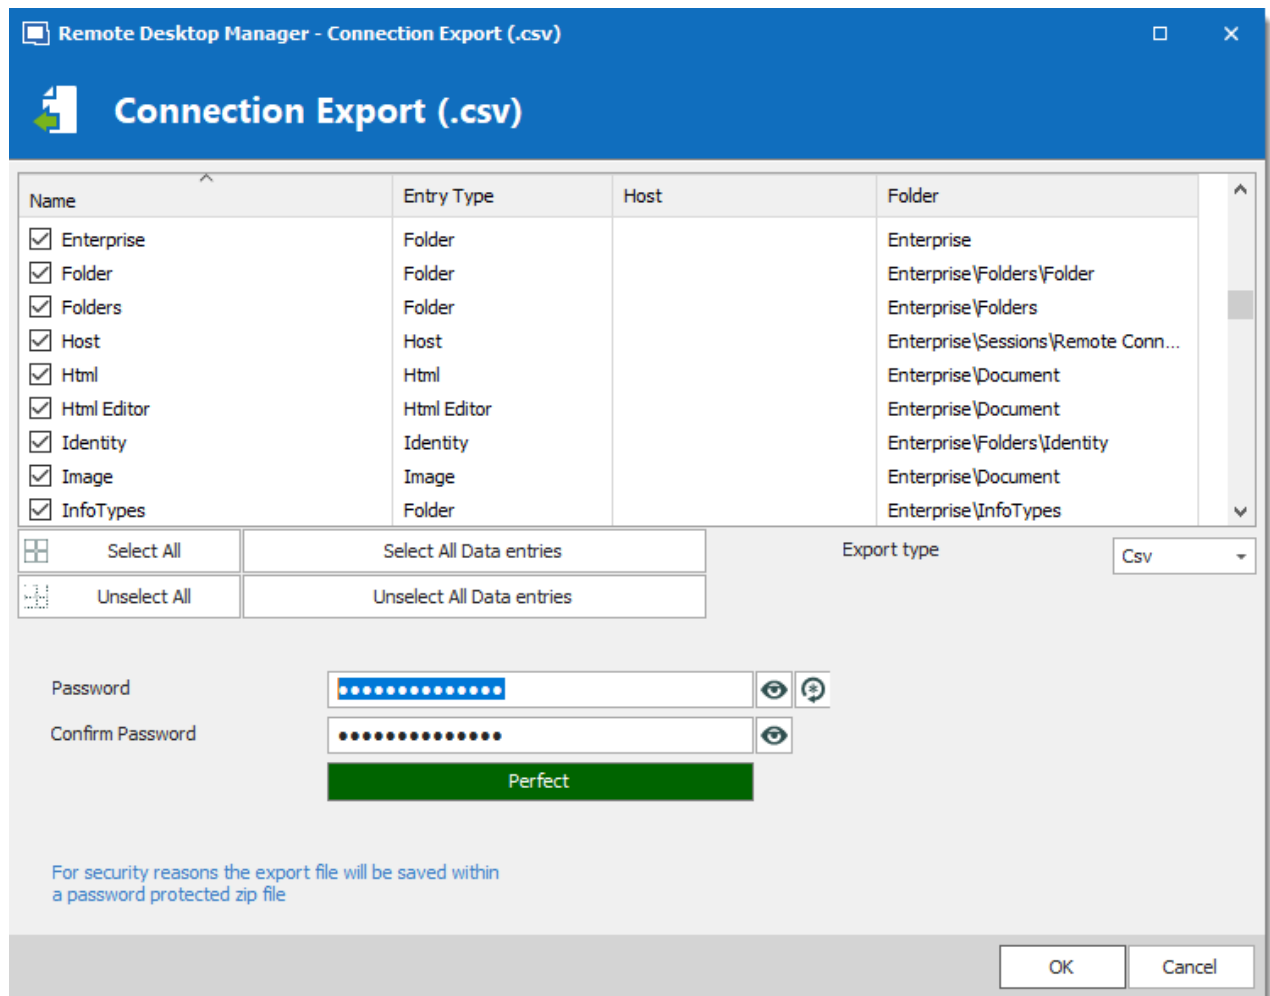 Remote Desktop Manager - Connection Export (.csv)
Connection Export (.csv)
Name Entry Type Host Folder
Enterprise Folder Enterprise
Folder Folder Enterprise\Folders\Folder
Folders Folder Enterprise\Folders
Host Host Enterprise\Sessions\Remote Conn...
Html Html Enterprise\Document
Html Editor Html Editor Enterprise\Document
Identity Identity Enterprise\Folders\Identity
Image Image Enterprise\Document
InfoTypes Folder Enterprise\InfoTypes
Select All Select All Data entries Export type Csv
Unselect All Unselect All Data entries
Password ••••••••••••••
Confirm Password ••••••••••••••
Perfect
For security reasons the export file will be saved within
a password protected zip file
OK Cancel